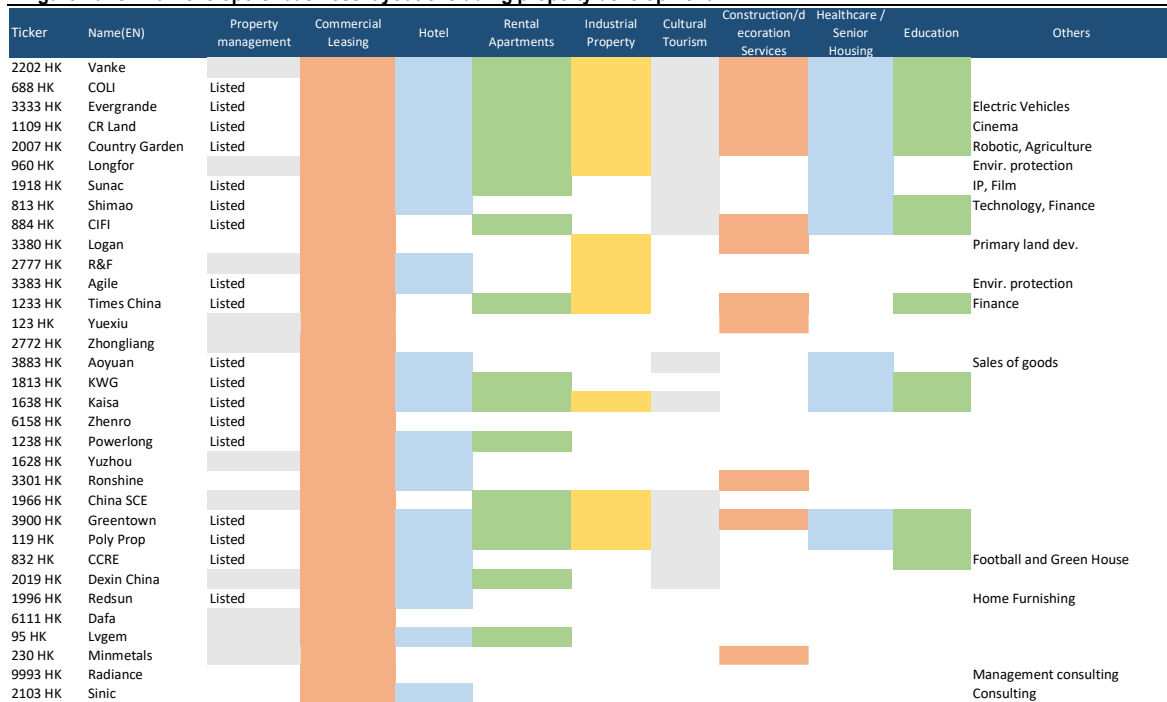 Ticker Name(EN) Property management Commercial Leasing Hotel Rental Apartments Industrial Property Cultural Tourism Construction/d ecoration Services Healthcare / Senior Housing Education Others
2202 HK Vanke
688 HK COLI Listed
3333 HK Evergrande Listed Electric Vehicles
1109 HK CR Land Listed Cinema
2007 HK Country Garden Listed Robotic, Agriculture
960 HK Longfor Envir. protection
1918 HK Sunac Listed IP, Film
813 HK Shimao Listed Technology, Finance
884 HK CIFI Listed
3380 HK Logan Primary land dev.
2777 HK R&F
3383 HK Agile Listed Envir. protection
1233 HK Times China Listed Finance
123 HK Yuexiu
2772 HK Zhongliang
3883 HK Aoyuan Listed Sales of goods
1813 HK KWG Listed
1638 HK Kaisa Listed
6158 HK Zhenro Listed
1238 HK Powerlong Listed
1628 HK Yuzhou
3301 HK Ronshine
1966 HK China SCE
3900 HK Greentown Listed
119 HK Poly Prop Listed
832 HK CCRE Listed Football and Green House
2019 HK Dexin China
1996 HK Redsun Listed Home Furnishing
6111 HK Dafa
95 HK Lvgem
230 HK Minmetals
9993 HK Radiance Management consulting
2103 HK Sinic Consulting